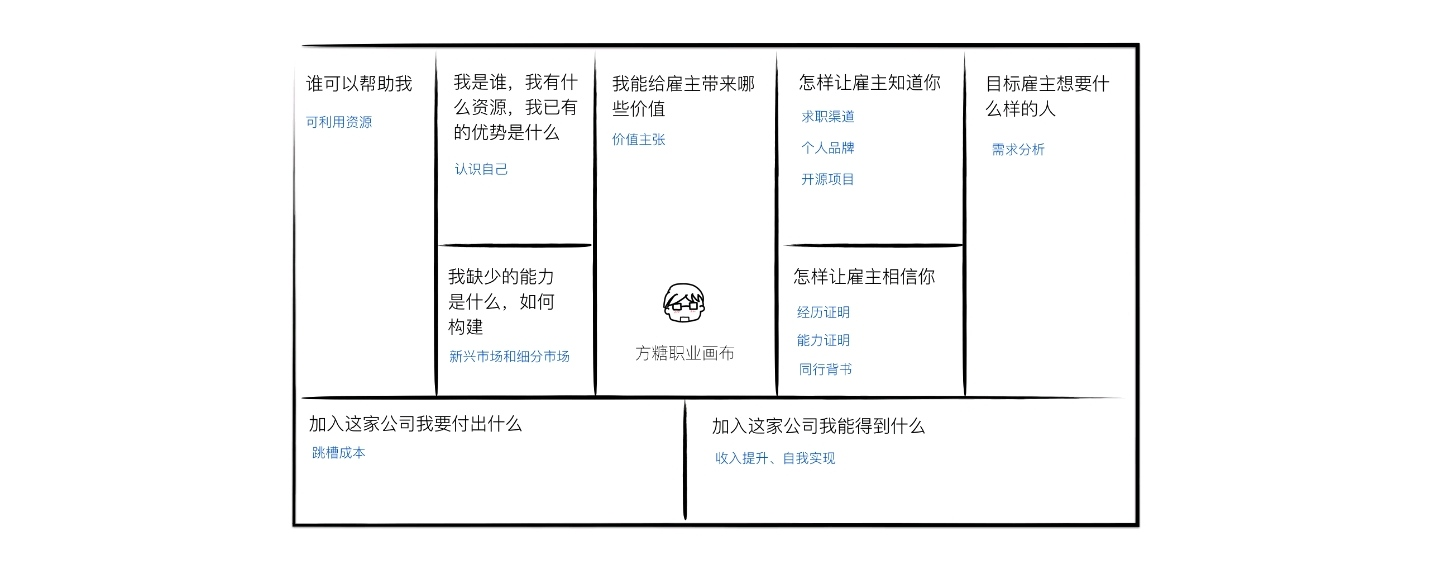 谁可以帮助我
可利用资源
我是谁，我有什
么资源，我已有
的优势是什么
认识自己
我缺少的能力
是什么，如何
构建
新兴市场和细分市场
我能给雇主带来哪
些价值
价值主张
方糖职业画布
怎样让雇主知道你
求职渠道
个人品牌
开源项目
怎样让雇主相信你
经历证明
能力证明
同行背书
目标雇主想要什
么样的人
需求分析
加入这家公司我要付出什么
跳槽成本
加入这家公司我能得到什么
收入提升、自我实现